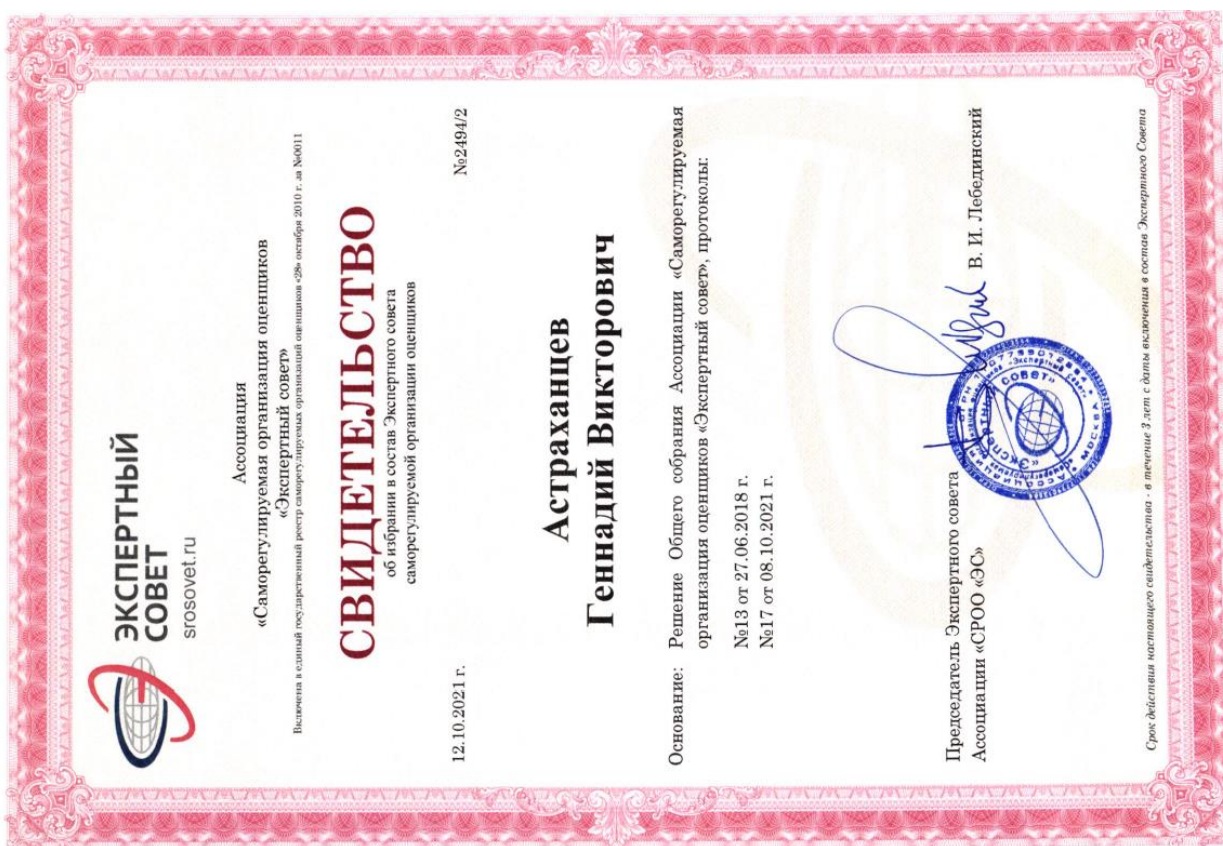 ЭКСПЕРТНЫЙ
СОВЕТ
srosovet.ru
Ассоциация
«Саморегулируемая организация оценщиков
«Экспертный совет»
Включена в единый государственный реестр саморегулируемых организаций оценщиков «28» октября 2010 г. за №0011
СВИДЕТЕЛЬСТВО
об избрании в состав Экспертного совета
саморегулируемой организации оценщиков
12.10.2021 г. №2494/2
Астраханцев
Геннадий Викторович
Основание: Решение Общего собрания Ассоциации «Саморегулируемая
организация оценщиков «Экспертный совет», протоколы:
№13 от 27.06.2018 г.
№17 от 08.10.2021 г.
Председатель Экспертного совета
Ассоциации «СРОО «ЭС» В. И. Лебединский
«ЭКСПЕРТНЫЙ СОВЕТ»
Срок действия настоящего свидетельства - в течение 3 лет с даты включения в состав Экспертного Совета